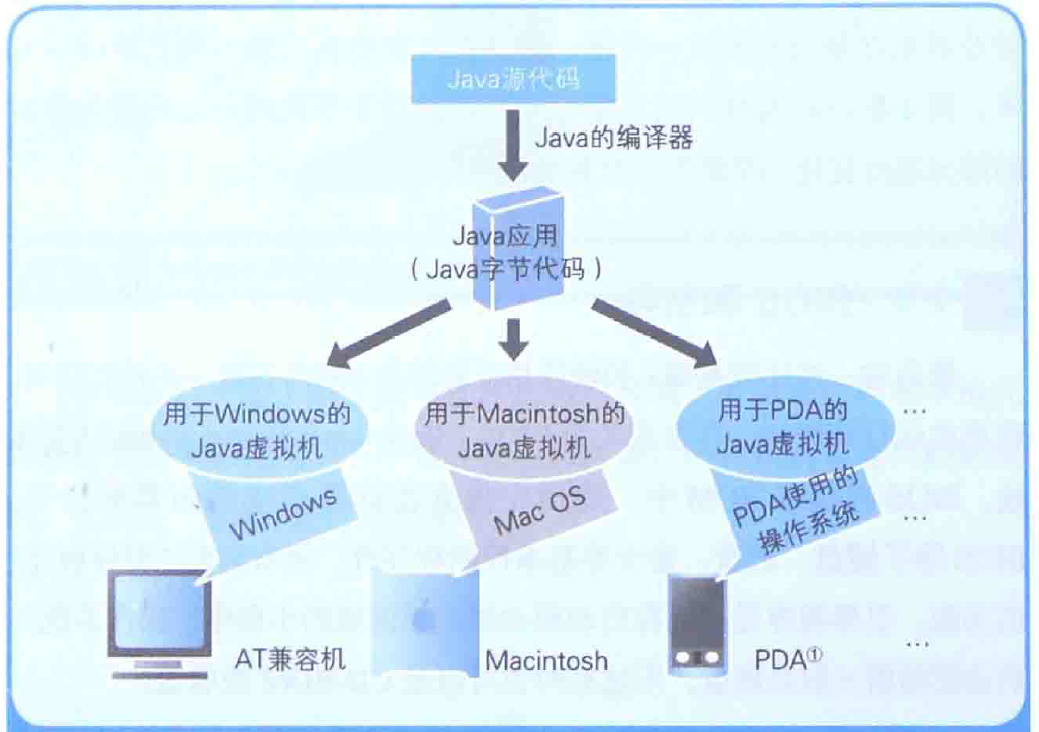 Java源代码
Java的编译器
Java应用
（Java字节代码）
用于Windows的
Java虚拟机
用于Macintosh的
Java虚拟机
用于PDA的
Java虚拟机
…
Windows
Mac OS
PDA使用的
操作系统
…
AT兼容机
Macintosh
PDA①
…